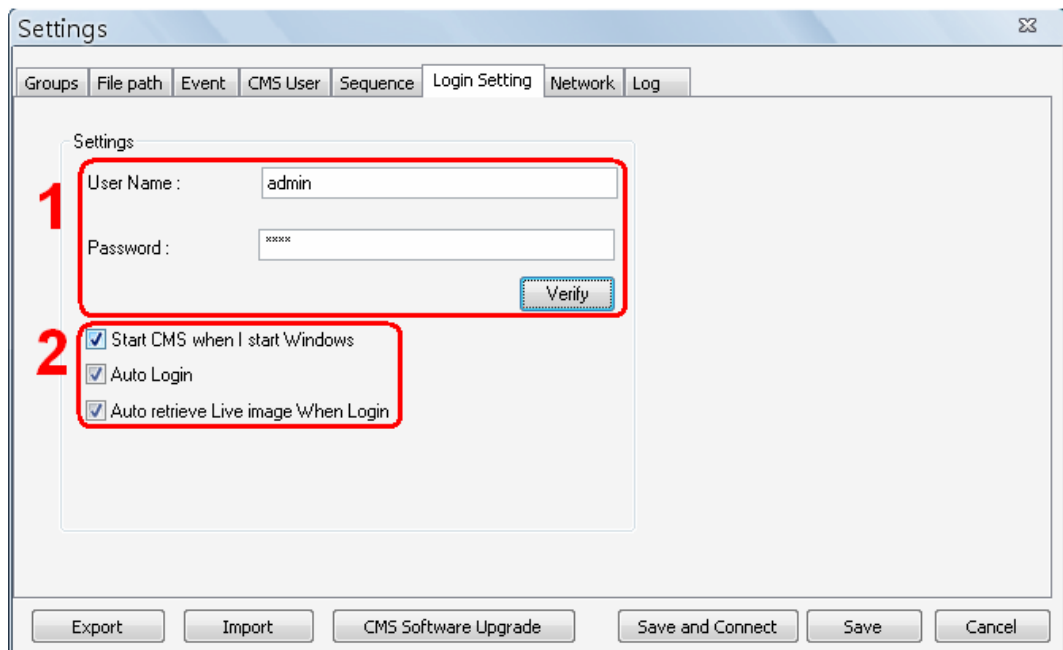 Settings
Groups File path Event CMS User Sequence Login Setting Network Log
Settings
1
User Name : admin
Password : ****
Verify
2
Start CMS when I start Windows
Auto Login
Auto retrieve Live image When Login
Export Import CMS Software Upgrade Save and Connect Save Cancel